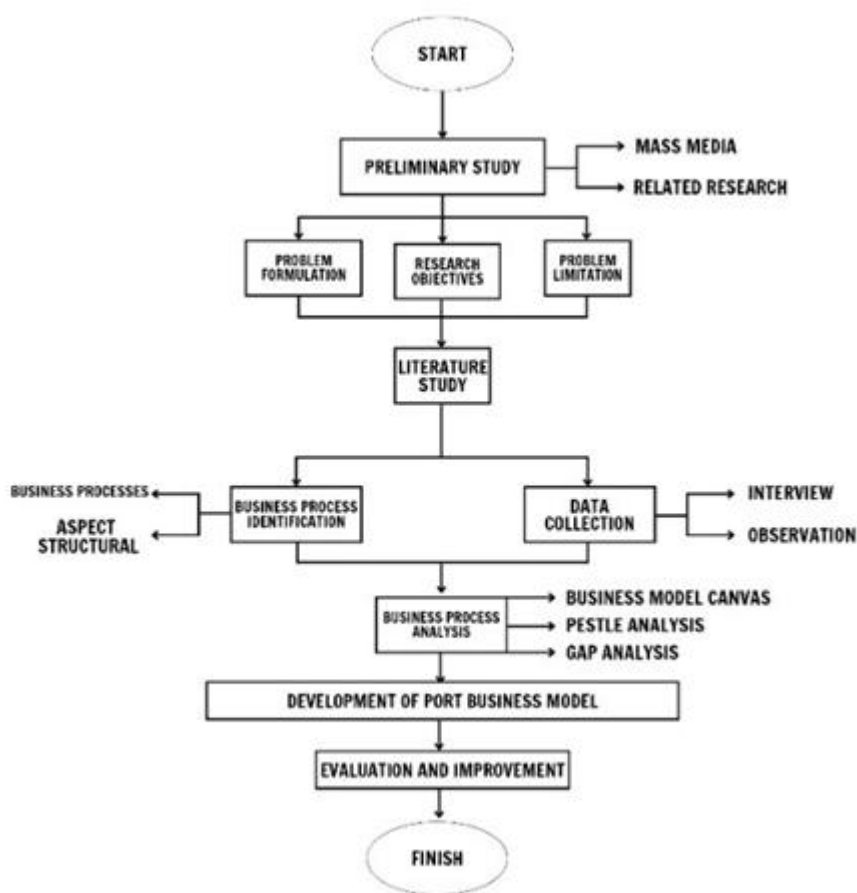 START
PRELIMINARY STUDY
MASS MEDIA
RELATED RESEARCH
PROBLEM
FORMULATION
RESEARCH
OBJECTIVES
PROBLEM
LIMITATION
LITERATURE
STUDY
BUSINESS PROCESSES
ASPECT
STRUCTURAL
BUSINESS PROCESS
IDENTIFICATION
DATA
COLLECTION
INTERVIEW
OBSERVATION
BUSINESS PROCESS
ANALYSIS
BUSINESS MODEL CANVAS
PESTLE ANALYSIS
GAP ANALYSIS
DEVELOPMENT OF PORT BUSINESS MODEL
EVALUATION AND IMPROVEMENT
FINISH